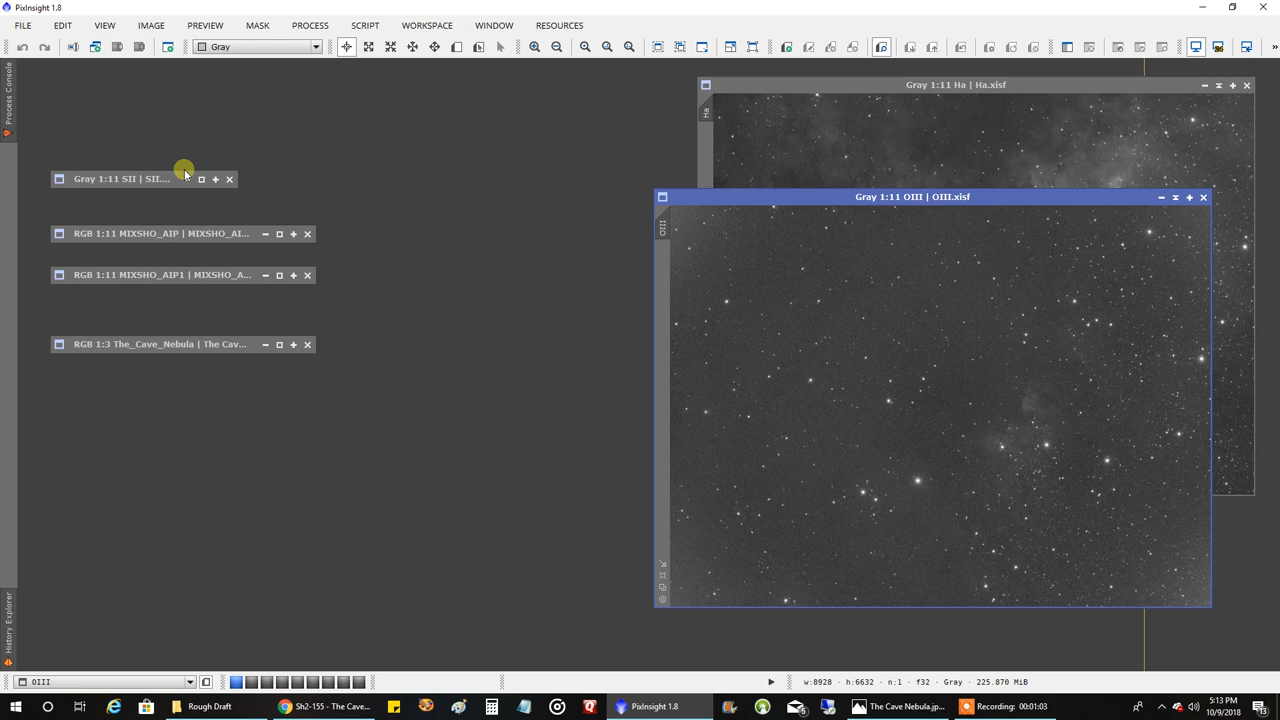 PixInsight 1.8
FILE EDIT VIEW IMAGE PREVIEW MASK PROCESS SCRIPT WORKSPACE WINDOW RESOURCES
Gray
»
Process Console
Gray 1:11 Ha | Ha.xisf
Ha
Gray 1:11 SII | SII....
Gray 1:11 OIII | OIII.xisf
OIII
RGB 1:11 MIXSHO_AIP | MIXSHO_AI...
RGB 1:11 MIXSHO_AIP1 | MIXSHO_A...
RGB 1:3 The_Cave_Nebula | The Cav...
History Explorer
OIII
w:8928 · h:6632 · n:1 · f32 · Gray · 225.870 MiB
Rough Draft
Sh2-155 - The Cave...
PixInsight 1.8
The Cave Nebula.jp...
Recording: 00:01:03
5:13 PM
10/9/2018